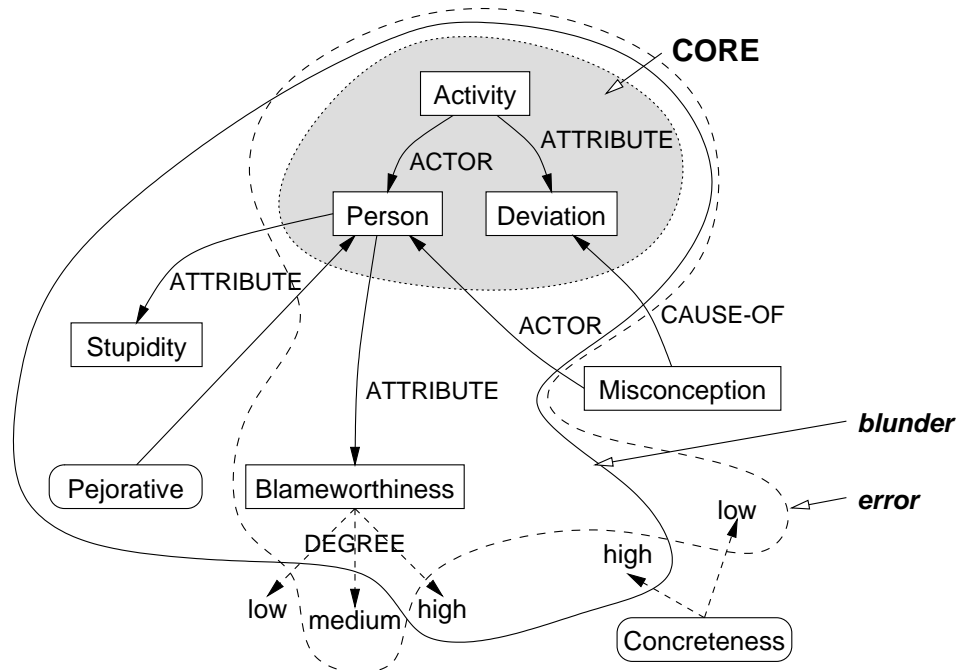 CORE
Activity
ATTRIBUTE
ACTOR
Person
Deviation
ATTRIBUTE
Stupidity
ACTOR
CAUSE-OF
ATTRIBUTE
Misconception
blunder
Pejorative
Blameworthiness
error
low
DEGREE
high
low
medium
high
Concreteness